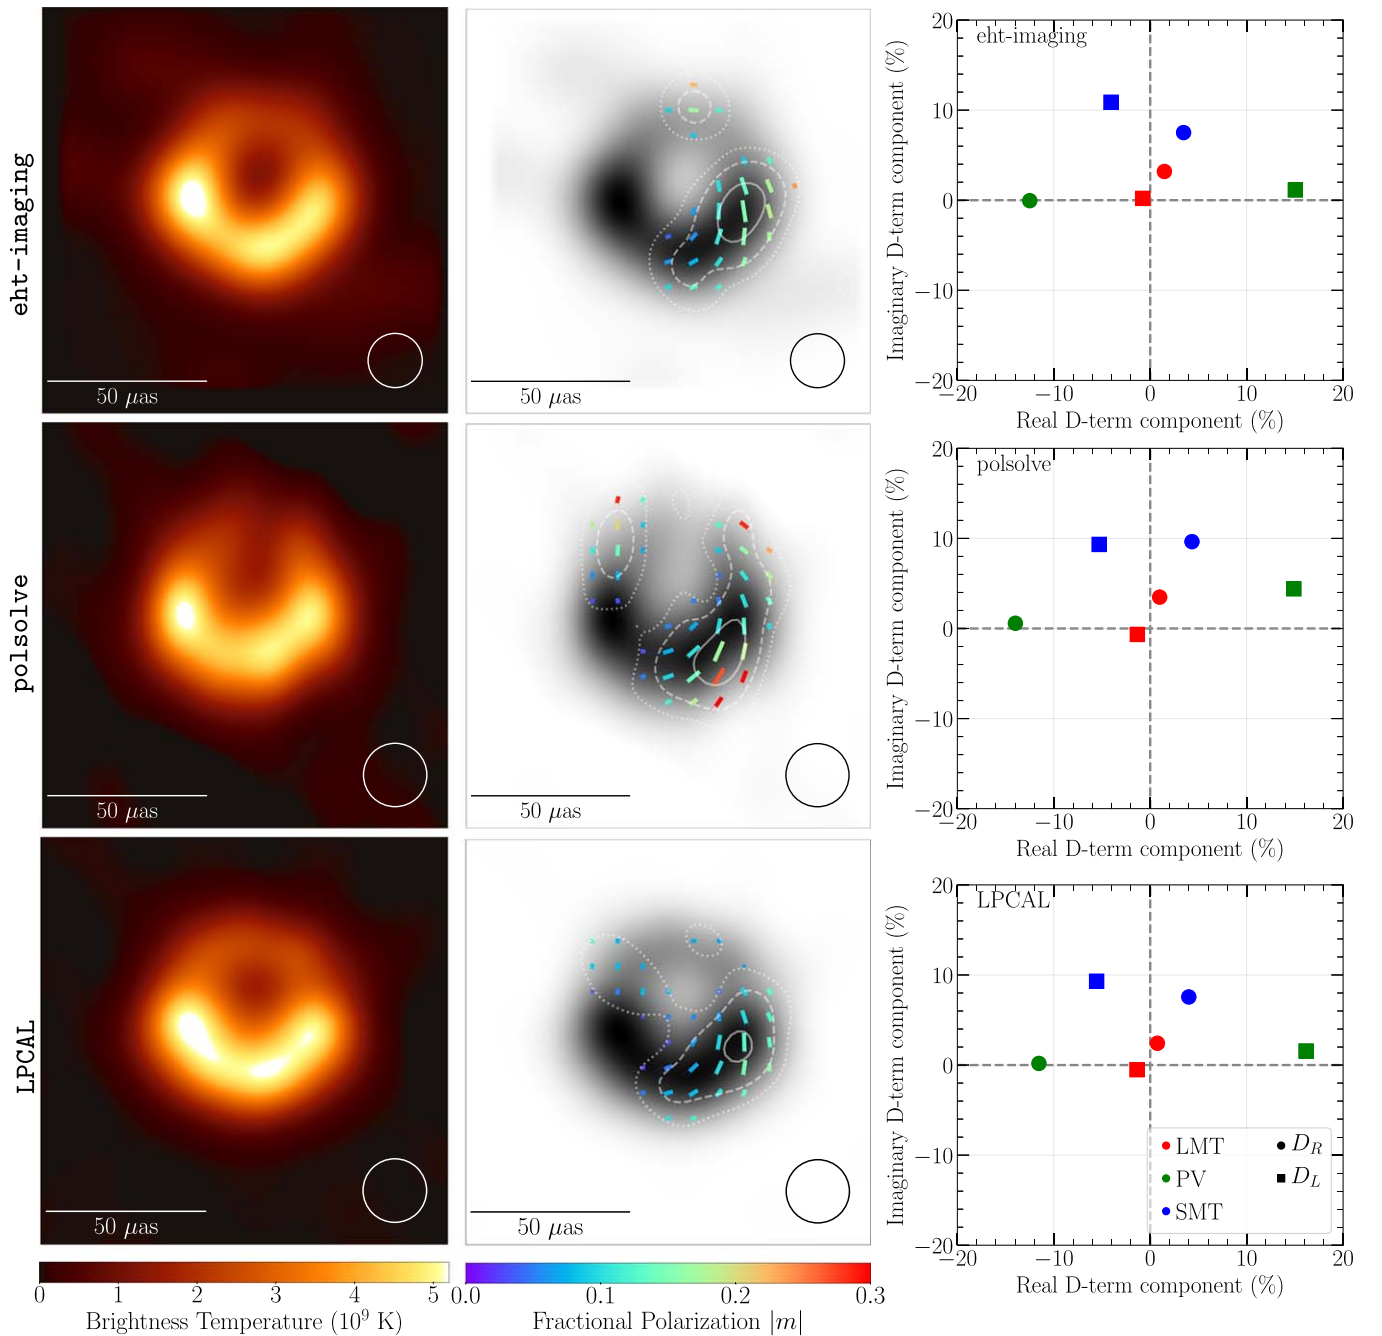 eht-imaging
50 μas
50 μas
eht-imaging
20
10
0
−10
−20
Imaginary D-term component (%)
−20 −10 0 10 20
Real D-term component (%)
polsolve
50 μas
50 μas
polsolve
20
10
0
−10
−20
Imaginary D-term component (%)
−20 −10 0 10 20
Real D-term component (%)
LPCAL
50 μas
50 μas
LPCAL
20
10
0
−10
−20
Imaginary D-term component (%)
LMT
PV
SMT
D_R
D_L
−20 −10 0 10 20
Real D-term component (%)
0 1 2 3 4 5
Brightness Temperature (10⁹ K)
0.0 0.1 0.2 0.3
Fractional Polarization |m|